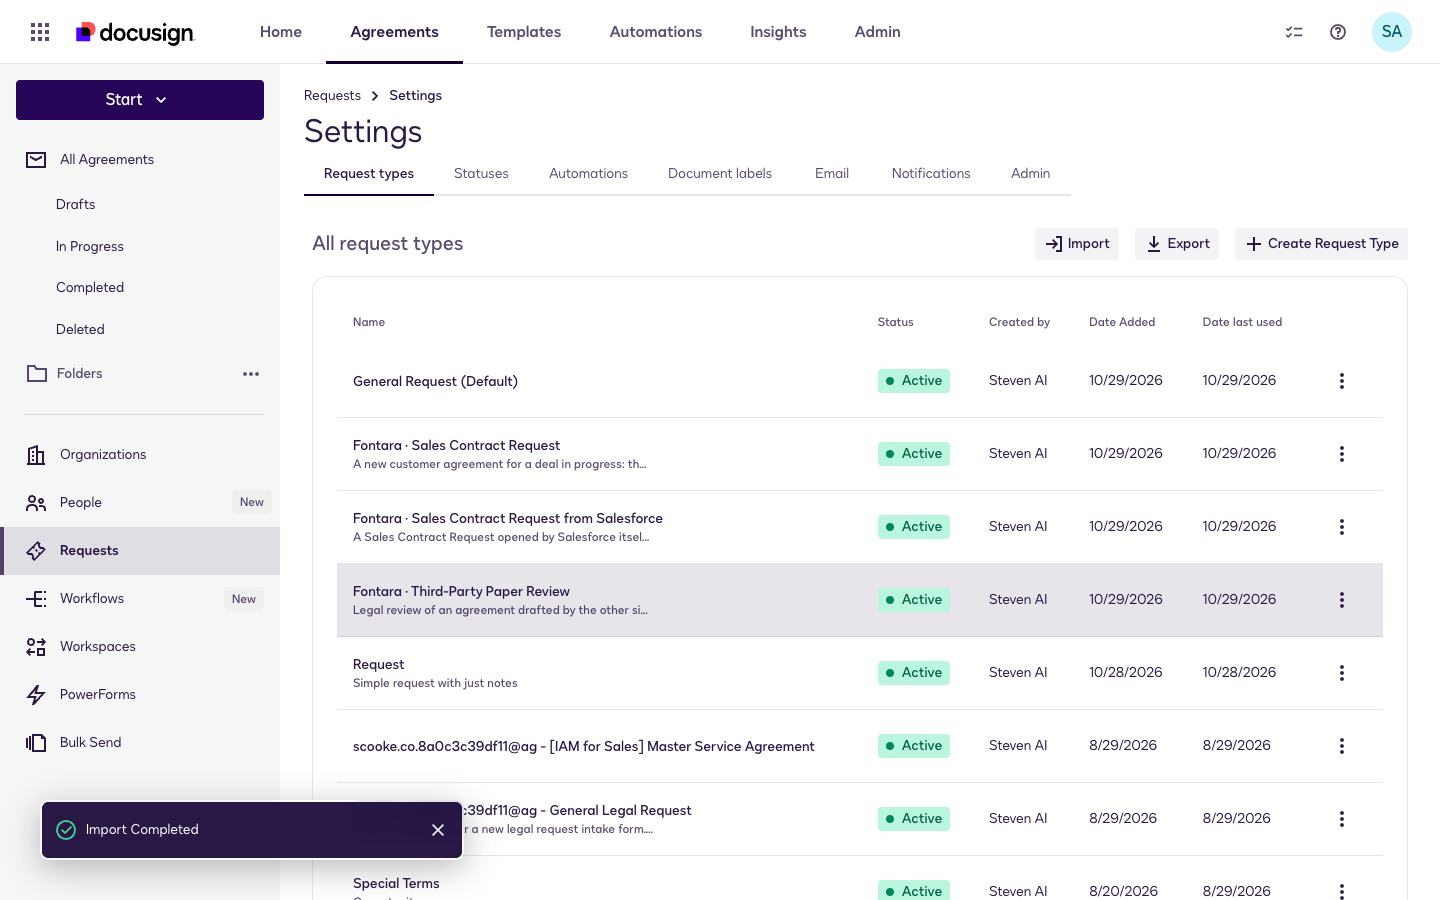 docusign
Home
Agreements
Templates
Automations
Insights
Admin
SA
Start
All Agreements
Drafts
In Progress
Completed
Deleted
Folders
Organizations
People
New
Requests
Workflows
New
Workspaces
PowerForms
Bulk Send
Requests
Settings
Settings
Request types
Statuses
Automations
Document labels
Email
Notifications
Admin
All request types
Import
Export
Create Request Type
Name
Status
Created by
Date Added
Date last used
General Request (Default)
Active
Steven AI
10/29/2026
10/29/2026
Fontara · Sales Contract Request
A new customer agreement for a deal in progress: th...
Active
Steven AI
10/29/2026
10/29/2026
Fontara · Sales Contract Request from Salesforce
A Sales Contract Request opened by Salesforce itsel...
Active
Steven AI
10/29/2026
10/29/2026
Fontara · Third-Party Paper Review
Legal review of an agreement drafted by the other si...
Active
Steven AI
10/29/2026
10/29/2026
Request
Simple request with just notes
Active
Steven AI
10/28/2026
10/28/2026
scooke.co.8a0c3c39df11@ag - [IAM for Sales] Master Service Agreement
Active
Steven AI
8/29/2026
8/29/2026
c39df11@ag - General Legal Request
r a new legal request intake form....
Active
Steven AI
8/29/2026
8/29/2026
Special Terms
Active
Steven AI
8/20/2026
8/29/2026
Import Completed